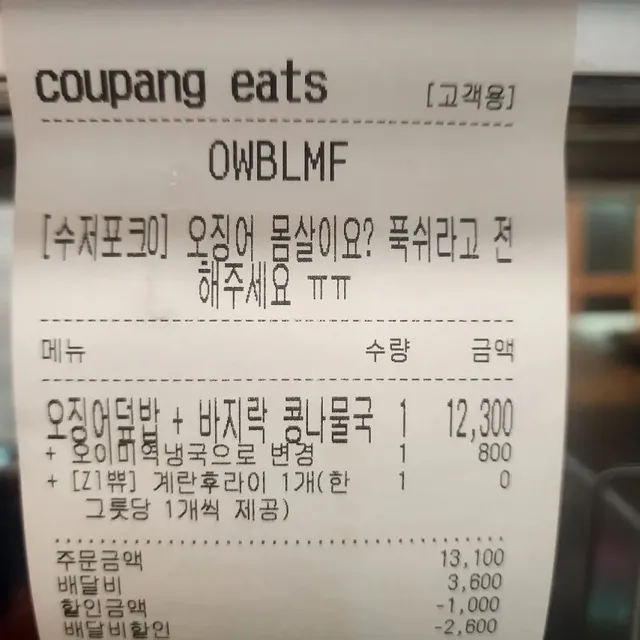 coupang eats [고객용]
OWBLMF
[수저포크O] 오징어 몸살이요? 푹쉬라고 전
해주세요 ㅠㅠ
메뉴 수량 금액
오징어덮밥 + 바지락 콩나물국 1 12,300
+ 오이미역냉국으로 변경 1 800
+ [Z1쀼] 계란후라이 1개(한 1 0
그릇당 1개씩 제공)
주문금액 13,100
배달비 3,600
할인금액 -1,000
배달비할인 -2,600